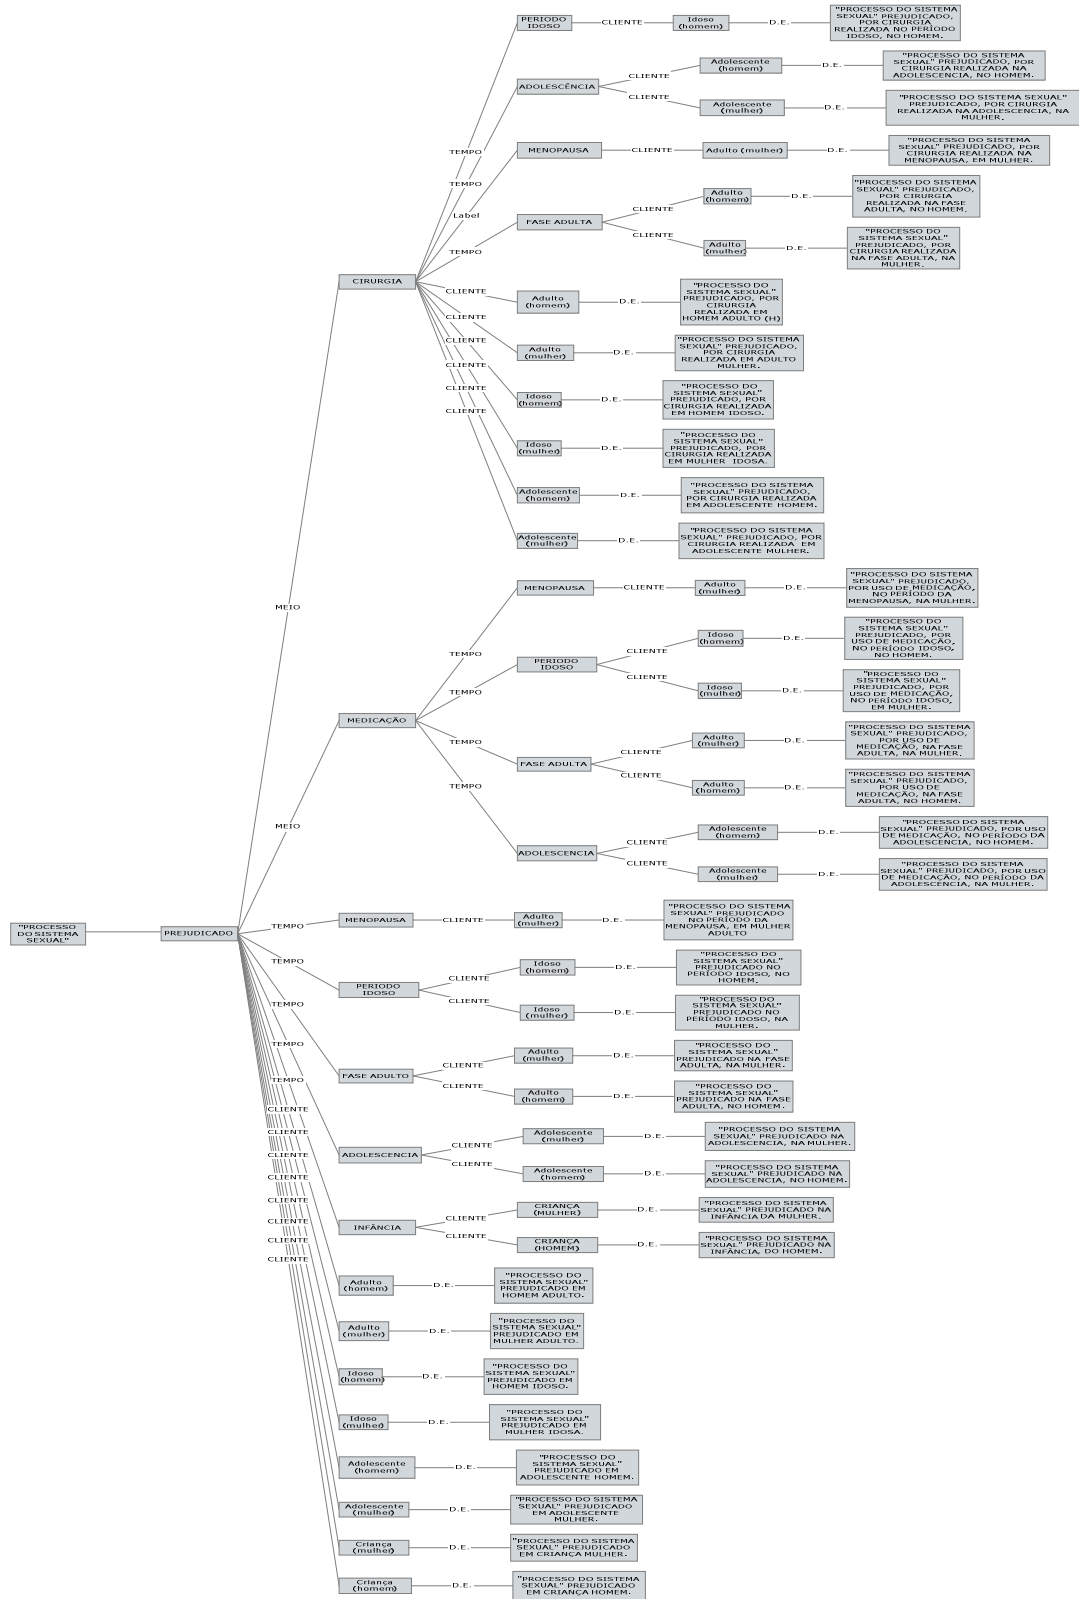 "PROCESSO
DO SISTEMA
SEXUAL"
PREJUDICADO
MEIO
CIRURGIA
TEMPO
PERIODO
IDOSO
CLIENTE
Idoso
(homem)
D.E.
"PROCESSO DO SISTEMA
SEXUAL" PREJUDICADO,
POR CIRURGIA
REALIZADA NO PERÍODO
IDOSO, NO HOMEM.
TEMPO
ADOLESCÊNCIA
CLIENTE
Adolescente
(homem)
D.E.
"PROCESSO DO SISTEMA
SEXUAL" PREJUDICADO, POR
CIRURGIA REALIZADA NA
ADOLESCENCIA, NO HOMEM.
CLIENTE
Adolescente
(mulher)
D.E.
"PROCESSO DO SISTEMA SEXUAL"
PREJUDICADO, POR CIRURGIA
REALIZADA NA ADOLESCENCIA, NA
MULHER.
Label
MENOPAUSA
CLIENTE
Adulto (mulher)
D.E.
"PROCESSO DO SISTEMA
SEXUAL" PREJUDICADO, POR
CIRURGIA REALIZADA NA
MENOPAUSA, EM MULHER.
TEMPO
FASE ADULTA
CLIENTE
Adulto
(homem)
D.E.
"PROCESSO DO SISTEMA
SEXUAL" PREJUDICADO,
POR CIRURGIA
REALIZADA NA FASE
ADULTA, NO HOMEM.
CLIENTE
Adulto
(mulher)
D.E.
"PROCESSO DO
SISTEMA SEXUAL"
PREJUDICADO, POR
CIRURGIA REALIZADA
NA FASE ADULTA, NA
MULHER.
CLIENTE
Adulto
(homem)
D.E.
"PROCESSO DO
SISTEMA SEXUAL"
PREJUDICADO, POR
CIRURGIA
REALIZADA EM
HOMEM ADULTO (H)
CLIENTE
Adulto
(mulher)
D.E.
"PROCESSO DO SISTEMA
SEXUAL" PREJUDICADO,
POR CIRURGIA
REALIZADA EM ADULTO
MULHER.
CLIENTE
Idoso
(homem)
D.E.
"PROCESSO DO
SISTEMA SEXUAL"
PREJUDICADO, POR
CIRURGIA REALIZADA
EM HOMEM IDOSO.
CLIENTE
Idoso
(mulher)
D.E.
"PROCESSO DO
SISTEMA SEXUAL"
PREJUDICADO, POR
CIRURGIA REALIZADA
EM MULHER IDOSA.
CLIENTE
Adolescente
(homem)
D.E.
"PROCESSO DO SISTEMA
SEXUAL" PREJUDICADO,
POR CIRURGIA REALIZADA
EM ADOLESCENTE HOMEM.
CLIENTE
Adolescente
(mulher)
D.E.
"PROCESSO DO SISTEMA
SEXUAL" PREJUDICADO, POR
CIRURGIA REALIZADA EM
ADOLESCENTE MULHER.
MEIO
MEDICAÇÃO
TEMPO
MENOPAUSA
CLIENTE
Adulto
(mulher)
D.E.
"PROCESSO DO SISTEMA
SEXUAL" PREJUDICADO,
POR USO DE MEDICAÇÃO,
NO PERÍODO DA
MENOPAUSA, NA MULHER.
TEMPO
PERIODO
IDOSO
CLIENTE
Idoso
(homem)
D.E.
"PROCESSO DO
SISTEMA SEXUAL"
PREJUDICADO, POR
USO DE MEDICAÇÃO,
NO PERÍODO IDOSO,
NO HOMEM.
CLIENTE
Idoso
(mulher)
D.E.
"PROCESSO DO
SISTEMA SEXUAL"
PREJUDICADO, POR
USO DE MEDICAÇÃO,
NO PERÍODO IDOSO,
EM MULHER.
TEMPO
FASE ADULTA
CLIENTE
Adulto
(mulher)
D.E.
"PROCESSO DO SISTEMA
SEXUAL" PREJUDICADO,
POR USO DE
MEDICAÇÃO, NA FASE
ADULTA, NA MULHER.
CLIENTE
Adulto
(homem)
D.E.
"PROCESSO DO SISTEMA
SEXUAL" PREJUDICADO,
POR USO DE
MEDICAÇÃO, NA FASE
ADULTA, NO HOMEM.
TEMPO
ADOLESCENCIA
CLIENTE
Adolescente
(homem)
D.E.
"PROCESSO DO SISTEMA
SEXUAL" PREJUDICADO, POR USO
DE MEDICAÇÃO, NO PERÍODO DA
ADOLESCENCIA, NO HOMEM.
CLIENTE
Adolescente
(mulher)
D.E.
"PROCESSO DO SISTEMA
SEXUAL" PREJUDICADO, POR USO
DE MEDICAÇÃO, NO PERÍODO DA
ADOLESCENCIA, NA MULHER.
TEMPO
MENOPAUSA
CLIENTE
Adulto
(mulher)
D.E.
"PROCESSO DO SISTEMA
SEXUAL" PREJUDICADO
NO PERÍODO DA
MENOPAUSA, EM MULHER
ADULTO
TEMPO
PERIODO
IDOSO
CLIENTE
Idoso
(homem)
D.E.
"PROCESSO DO
SISTEMA SEXUAL"
PREJUDICADO NO
PERÍODO IDOSO, NO
HOMEM.
CLIENTE
Idoso
(mulher)
D.E.
"PROCESSO DO
SISTEMA SEXUAL"
PREJUDICADO NO
PERÍODO IDOSO, NA
MULHER.
TEMPO
FASE ADULTO
CLIENTE
Adulto
(mulher)
D.E.
"PROCESSO DO
SISTEMA SEXUAL"
PREJUDICADO NA FASE
ADULTA, NA MULHER.
CLIENTE
Adulto
(homem)
D.E.
"PROCESSO DO
SISTEMA SEXUAL"
PREJUDICADO NA FASE
ADULTA, NO HOMEM.
TEMPO
ADOLESCENCIA
CLIENTE
Adolescente
(mulher)
D.E.
"PROCESSO DO SISTEMA
SEXUAL" PREJUDICADO NA
ADOLESCENCIA, NA MULHER.
CLIENTE
Adolescente
(homem)
D.E.
"PROCESSO DO SISTEMA
SEXUAL" PREJUDICADO NA
ADOLESCENCIA, NO HOMEM.
TEMPO
INFÂNCIA
CLIENTE
CRIANÇA
(MULHER)
D.E.
"PROCESSO DO SISTEMA
SEXUAL" PREJUDICADO NA
INFÂNCIA DA MULHER.
CLIENTE
CRIANÇA
(HOMEM)
D.E.
"PROCESSO DO SISTEMA
SEXUAL" PREJUDICADO NA
INFÂNCIA, DO HOMEM.
CLIENTE
Adulto
(homem)
D.E.
"PROCESSO DO
SISTEMA SEXUAL"
PREJUDICADO EM
HOMEM ADULTO.
CLIENTE
Adulto
(mulher)
D.E.
"PROCESSO DO
SISTEMA SEXUAL"
PREJUDICADO EM
MULHER ADULTO.
CLIENTE
Idoso
(homem)
D.E.
"PROCESSO DO
SISTEMA SEXUAL"
PREJUDICADO EM
HOMEM IDOSO.
CLIENTE
Idoso
(mulher)
D.E.
"PROCESSO DO
SISTEMA SEXUAL"
PREJUDICADO EM
MULHER IDOSA.
CLIENTE
Adolescente
(homem)
D.E.
"PROCESSO DO
SISTEMA SEXUAL"
PREJUDICADO EM
ADOLESCENTE HOMEM.
CLIENTE
Adolescente
(mulher)
D.E.
"PROCESSO DO SISTEMA
SEXUAL" PREJUDICADO
EM ADOLESCENTE
MULHER.
CLIENTE
Criança
(mulher)
D.E.
"PROCESSO DO SISTEMA
SEXUAL" PREJUDICADO
EM CRIANÇA MULHER.
CLIENTE
Criança
(homem)
D.E.
"PROCESSO DO SISTEMA
SEXUAL" PREJUDICADO
EM CRIANÇA HOMEM.